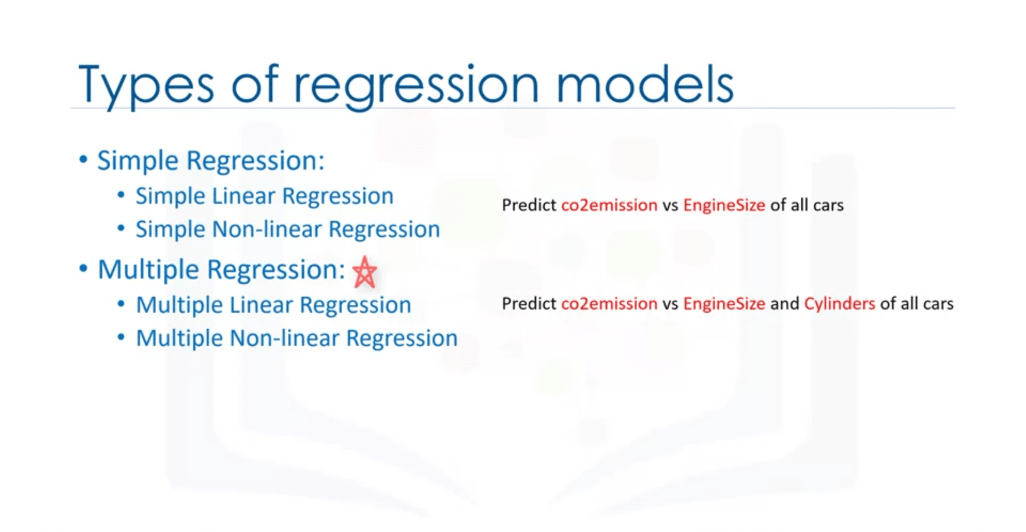 Types of regression models
• Simple Regression:
• Simple Linear Regression
• Simple Non-linear Regression
Predict co2emission vs EngineSize of all cars
• Multiple Regression:
• Multiple Linear Regression
• Multiple Non-linear Regression
Predict co2emission vs EngineSize and Cylinders of all cars